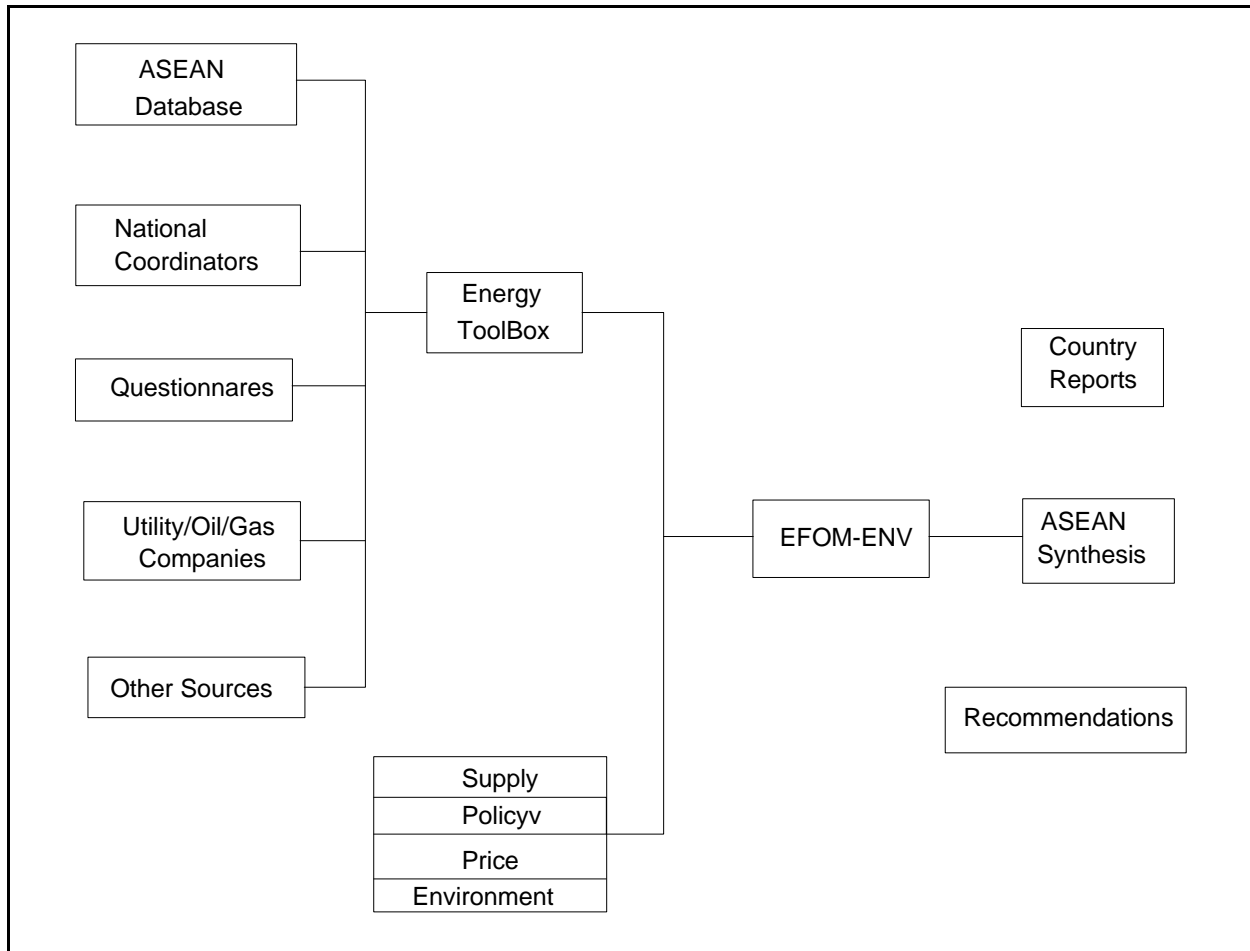 ASEAN
Database
National
Coordinators
Questionnares
Utility/Oil/Gas
Companies
Other Sources
Energy
ToolBox
Supply
Policyv
Price
Environment
EFOM-ENV
Country
Reports
ASEAN
Synthesis
Recommendations